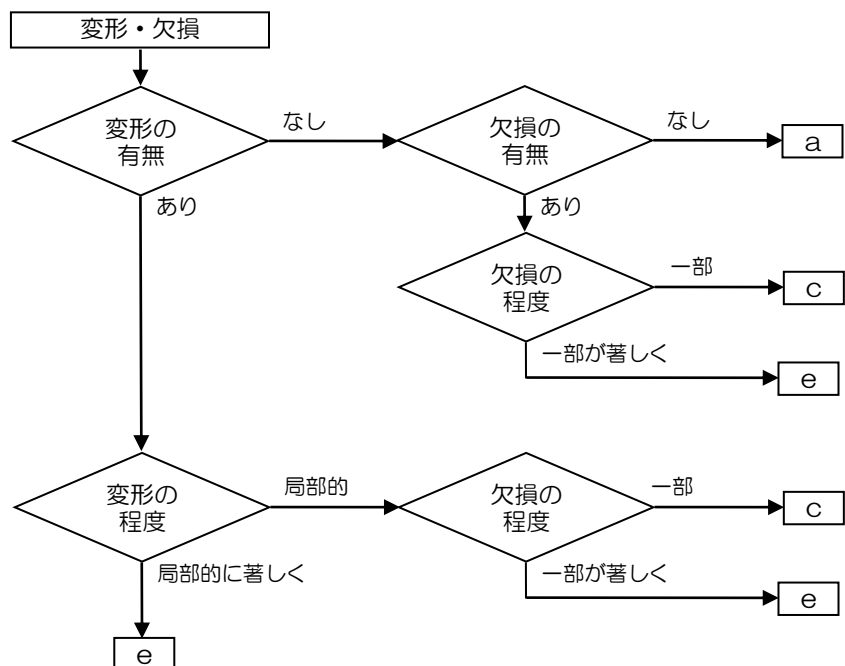 変形・欠損
変形の
有無
なし
欠損の
有無
なし
a
あり
あり
欠損の
程度
一部
c
一部が著しく
e
変形の
程度
局部的
欠損の
程度
一部
c
局部的に著しく
一部が著しく
e
e